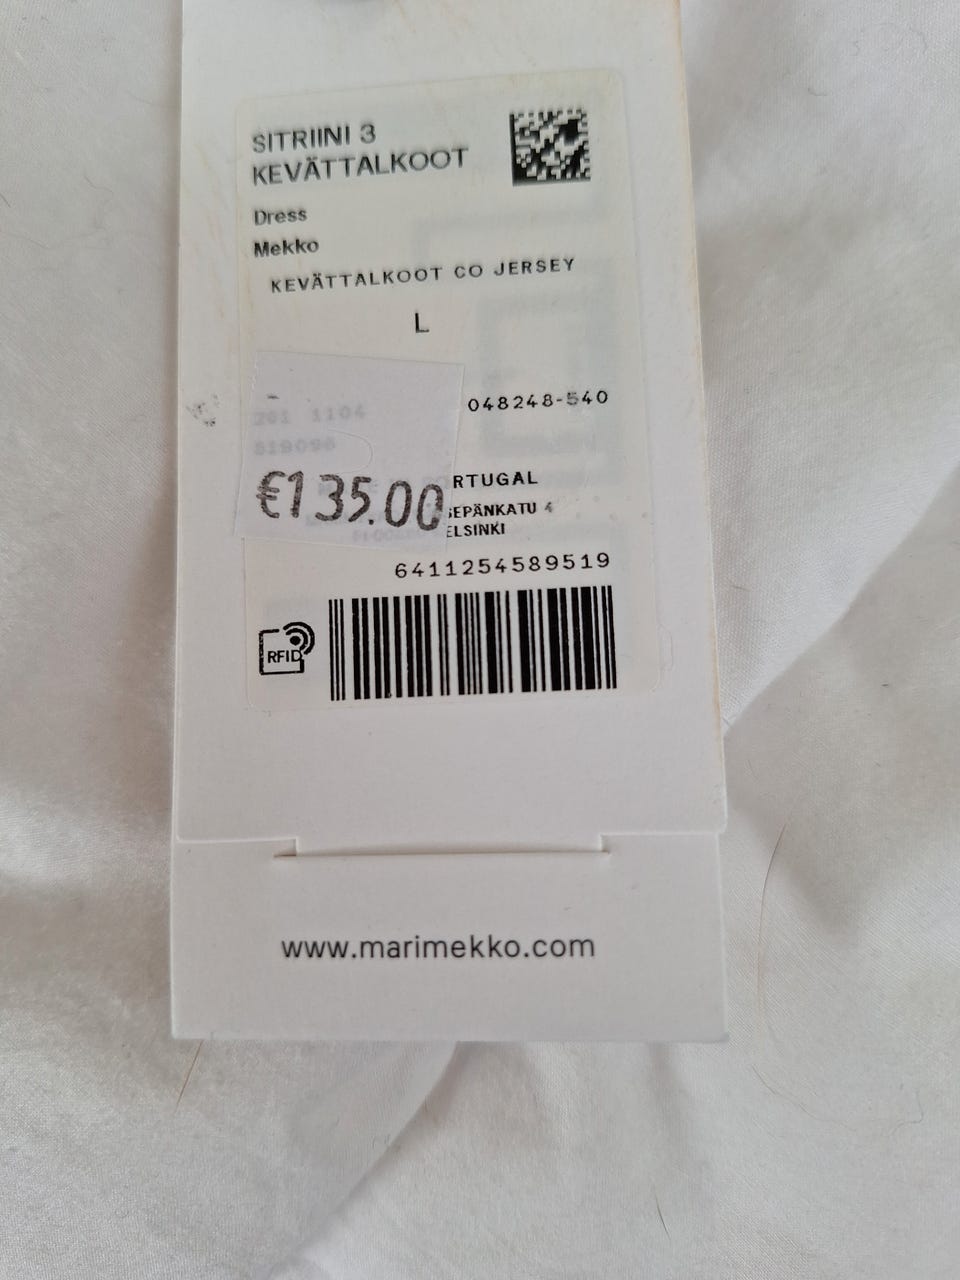 SITRIINI 3
KEVÄTTALKOOT
Dress
Mekko
KEVÄTTALKOOT CO JERSEY
L
048248-540
1104
€135.00
RTUGAL
SEPÄNKATU 4
ELSINKI
6411254589519
RFID
www.marimekko.com